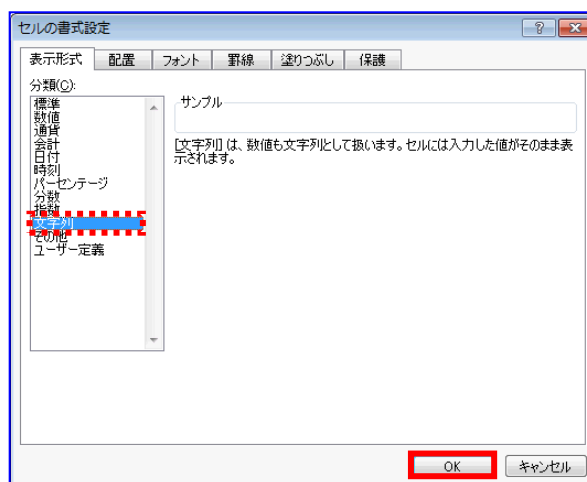 セルの書式設定
表示形式 配置 フォント 罫線 塗りつぶし 保護
分類(C):
標準
数値
通貨
会計
日付
時刻
パーセンテージ
分数
指数
文字列
その他
ユーザー定義
サンプル
[文字列] は、数値も文字列として扱います。セルには入力した値がそのまま表
示されます。
OK キャンセル